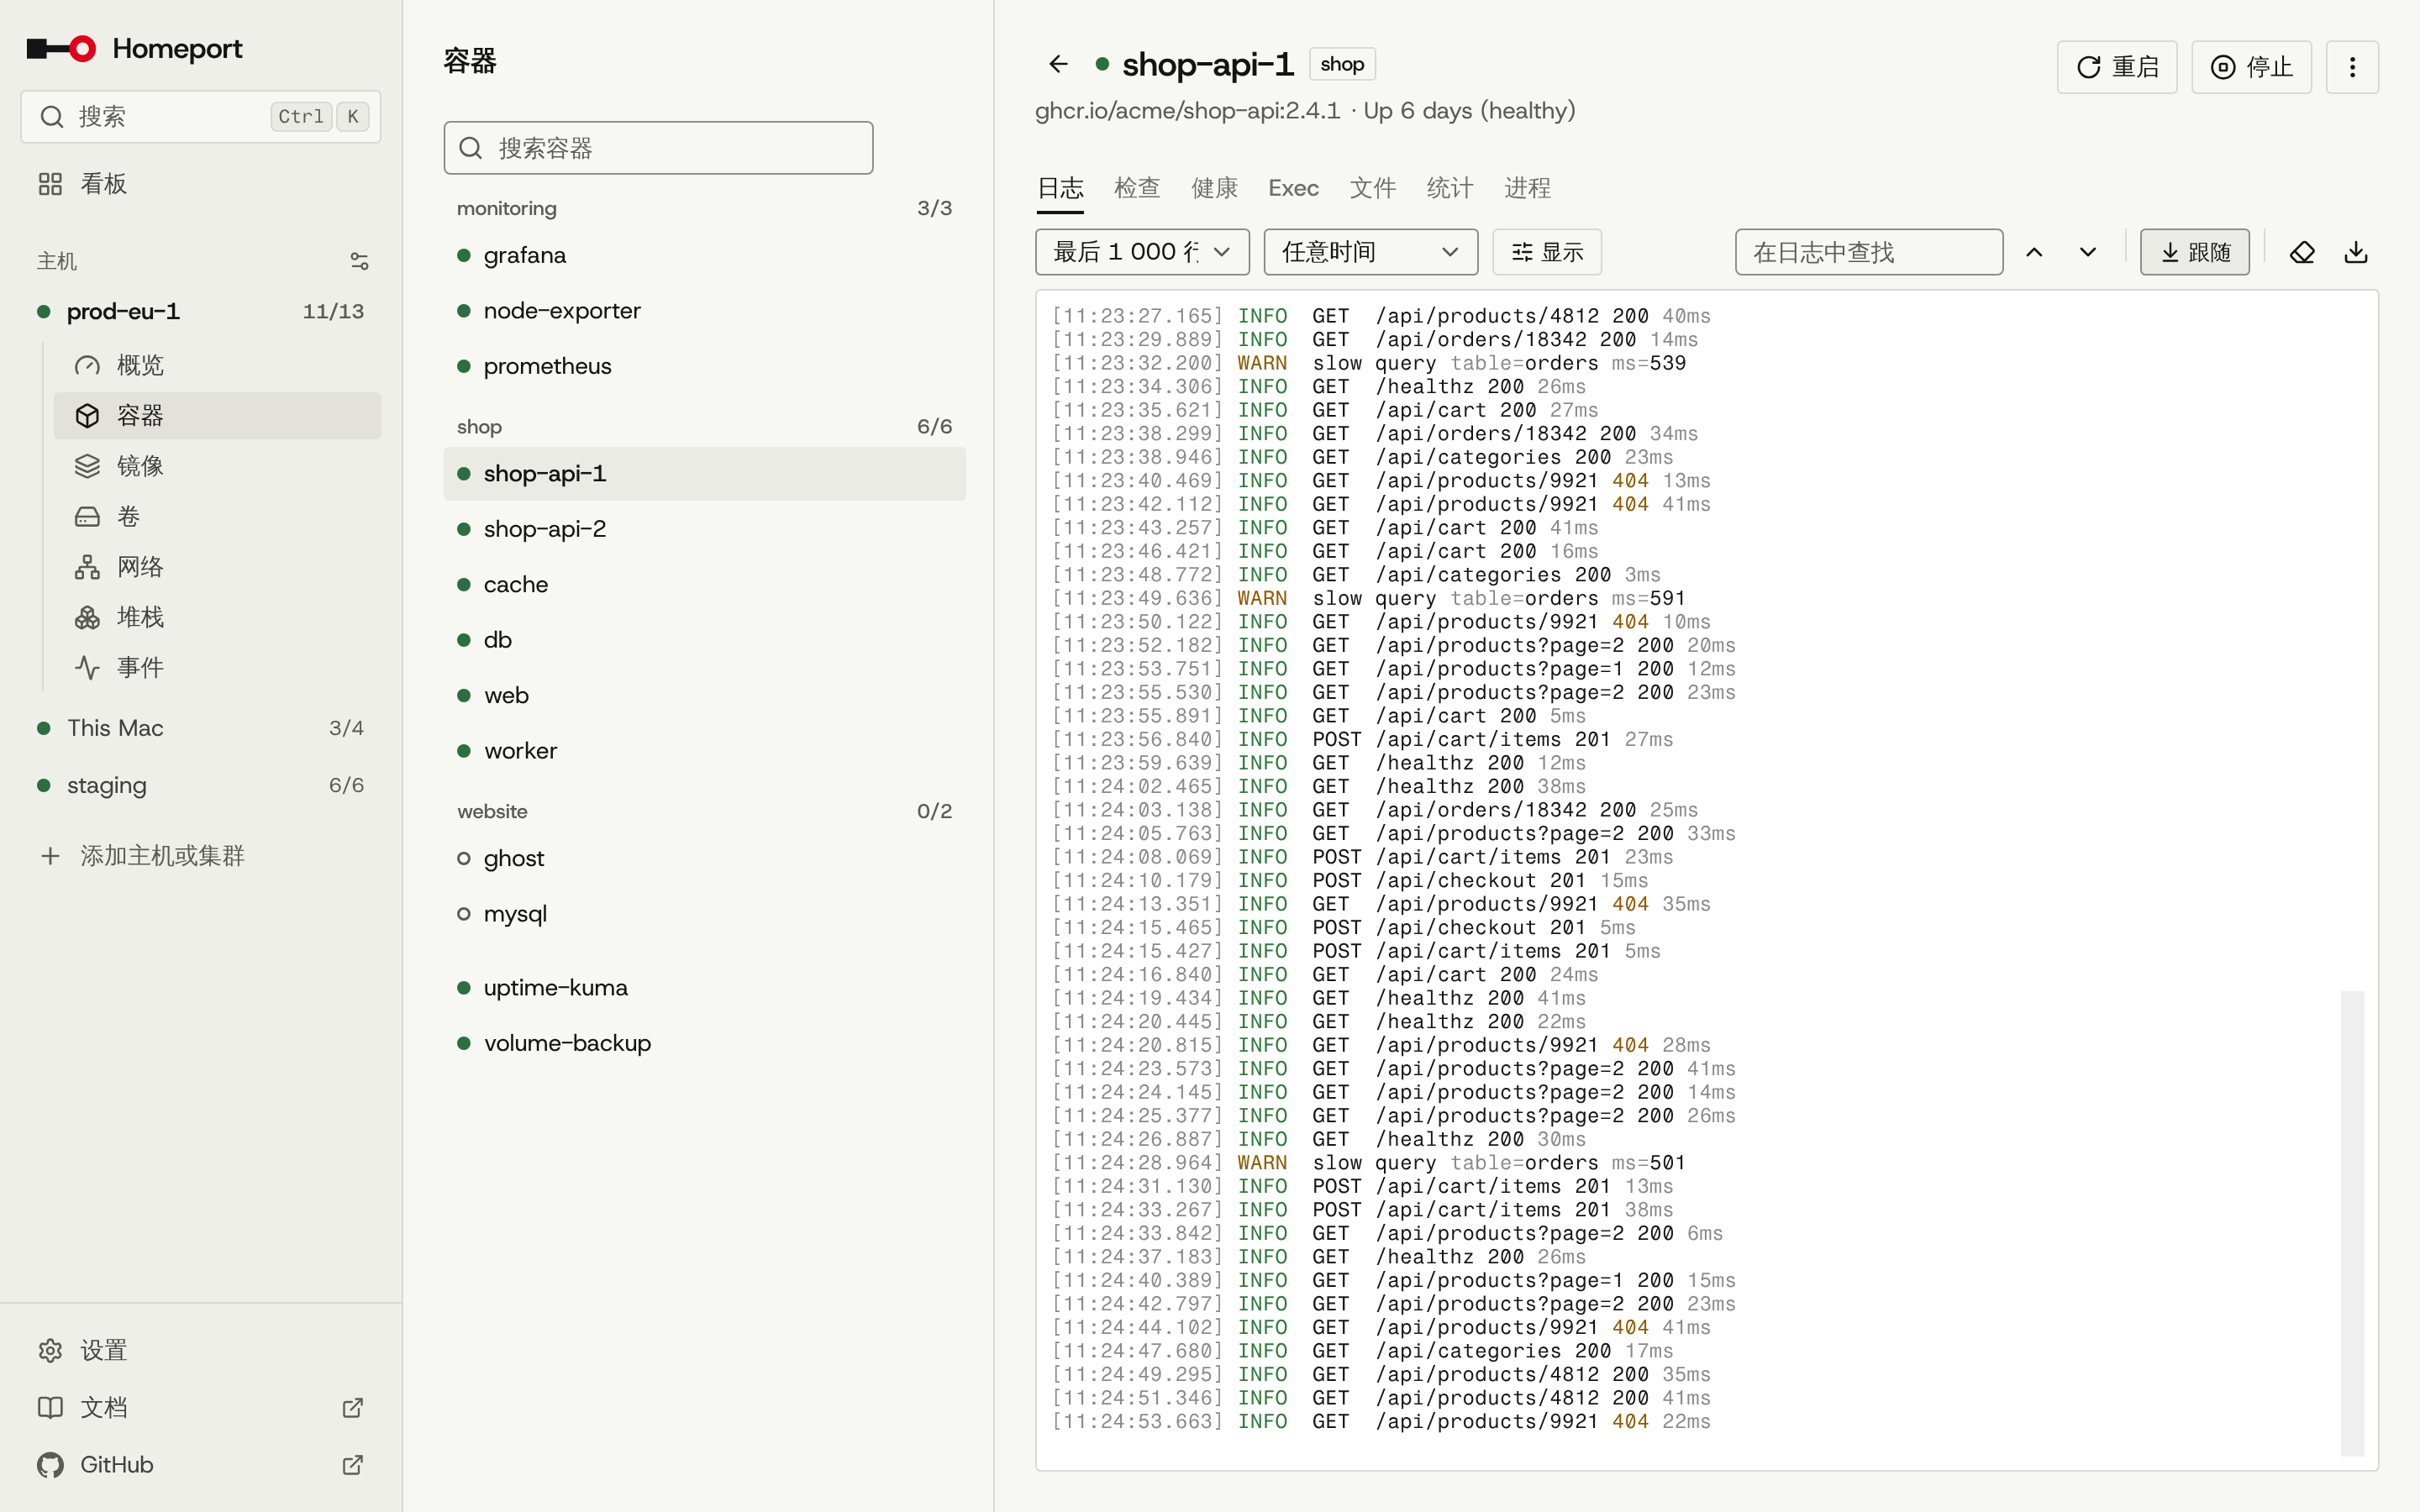 Homeport
搜索 Ctrl K
看板
主机
prod-eu-1 11/13
概览
容器
镜像
卷
网络
堆栈
事件
This Mac 3/4
staging 6/6
添加主机或集群
设置
文档
GitHub
容器
搜索容器
monitoring 3/3
grafana
node-exporter
prometheus
shop 6/6
shop-api-1
shop-api-2
cache
db
web
worker
website 0/2
ghost
mysql
uptime-kuma
volume-backup
shop-api-1 shop
重启 停止
ghcr.io/acme/shop-api:2.4.1 · Up 6 days (healthy)
日志 检查 健康 Exec 文件 统计 进程
最后 1 000 行 任意时间 显示 在日志中查找 跟随
[11:23:27.165] INFO GET /api/products/4812 200 40ms
[11:23:29.889] INFO GET /api/orders/18342 200 14ms
[11:23:32.200] WARN slow query table=orders ms=539
[11:23:34.306] INFO GET /healthz 200 26ms
[11:23:35.621] INFO GET /api/cart 200 27ms
[11:23:38.299] INFO GET /api/orders/18342 200 34ms
[11:23:38.946] INFO GET /api/categories 200 23ms
[11:23:40.469] INFO GET /api/products/9921 404 13ms
[11:23:42.112] INFO GET /api/products/9921 404 41ms
[11:23:43.257] INFO GET /api/cart 200 41ms
[11:23:46.421] INFO GET /api/cart 200 16ms
[11:23:48.772] INFO GET /api/categories 200 3ms
[11:23:49.636] WARN slow query table=orders ms=591
[11:23:50.122] INFO GET /api/products/9921 404 10ms
[11:23:52.182] INFO GET /api/products?page=2 200 20ms
[11:23:53.751] INFO GET /api/products?page=1 200 12ms
[11:23:55.530] INFO GET /api/products?page=2 200 23ms
[11:23:55.891] INFO GET /api/cart 200 5ms
[11:23:56.840] INFO POST /api/cart/items 201 27ms
[11:23:59.639] INFO GET /healthz 200 12ms
[11:24:02.465] INFO GET /healthz 200 38ms
[11:24:03.138] INFO GET /api/orders/18342 200 25ms
[11:24:05.763] INFO GET /api/products?page=2 200 33ms
[11:24:08.069] INFO POST /api/cart/items 201 23ms
[11:24:10.179] INFO POST /api/checkout 201 15ms
[11:24:13.351] INFO GET /api/products/9921 404 35ms
[11:24:15.465] INFO POST /api/checkout 201 5ms
[11:24:15.427] INFO POST /api/cart/items 201 5ms
[11:24:16.840] INFO GET /api/cart 200 24ms
[11:24:19.434] INFO GET /healthz 200 41ms
[11:24:20.445] INFO GET /healthz 200 22ms
[11:24:20.815] INFO GET /api/products/9921 404 28ms
[11:24:23.573] INFO GET /api/products?page=2 200 41ms
[11:24:24.145] INFO GET /api/products?page=2 200 14ms
[11:24:25.377] INFO GET /api/products?page=2 200 26ms
[11:24:26.887] INFO GET /healthz 200 30ms
[11:24:28.964] WARN slow query table=orders ms=501
[11:24:31.130] INFO POST /api/cart/items 201 13ms
[11:24:33.267] INFO POST /api/cart/items 201 38ms
[11:24:33.842] INFO GET /api/products?page=2 200 6ms
[11:24:37.183] INFO GET /healthz 200 26ms
[11:24:40.389] INFO GET /api/products?page=1 200 15ms
[11:24:42.797] INFO GET /api/products?page=2 200 23ms
[11:24:44.102] INFO GET /api/products/9921 404 41ms
[11:24:47.680] INFO GET /api/categories 200 17ms
[11:24:49.295] INFO GET /api/products/4812 200 35ms
[11:24:51.346] INFO GET /api/products/4812 200 41ms
[11:24:53.663] INFO GET /api/products/9921 404 22ms